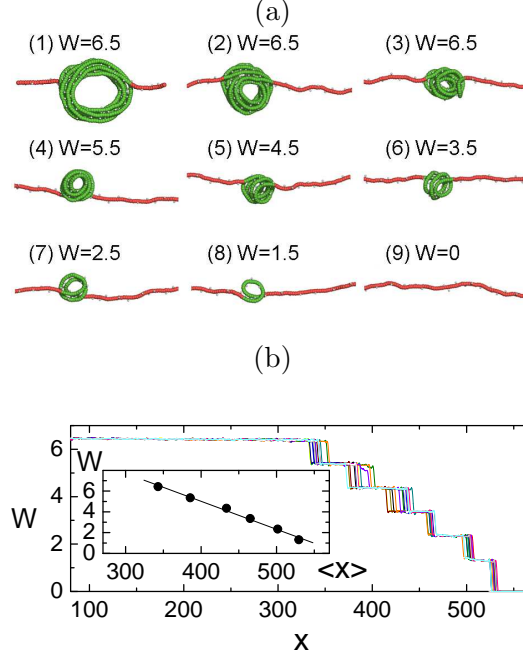 (a)
(1) W=6.5 (2) W=6.5 (3) W=6.5
(4) W=5.5 (5) W=4.5 (6) W=3.5
(7) W=2.5 (8) W=1.5 (9) W=0
(b)
6
4
2
0
W
100 200 300 400 500
x
W
6
4
2
0
300 400 500 <x>